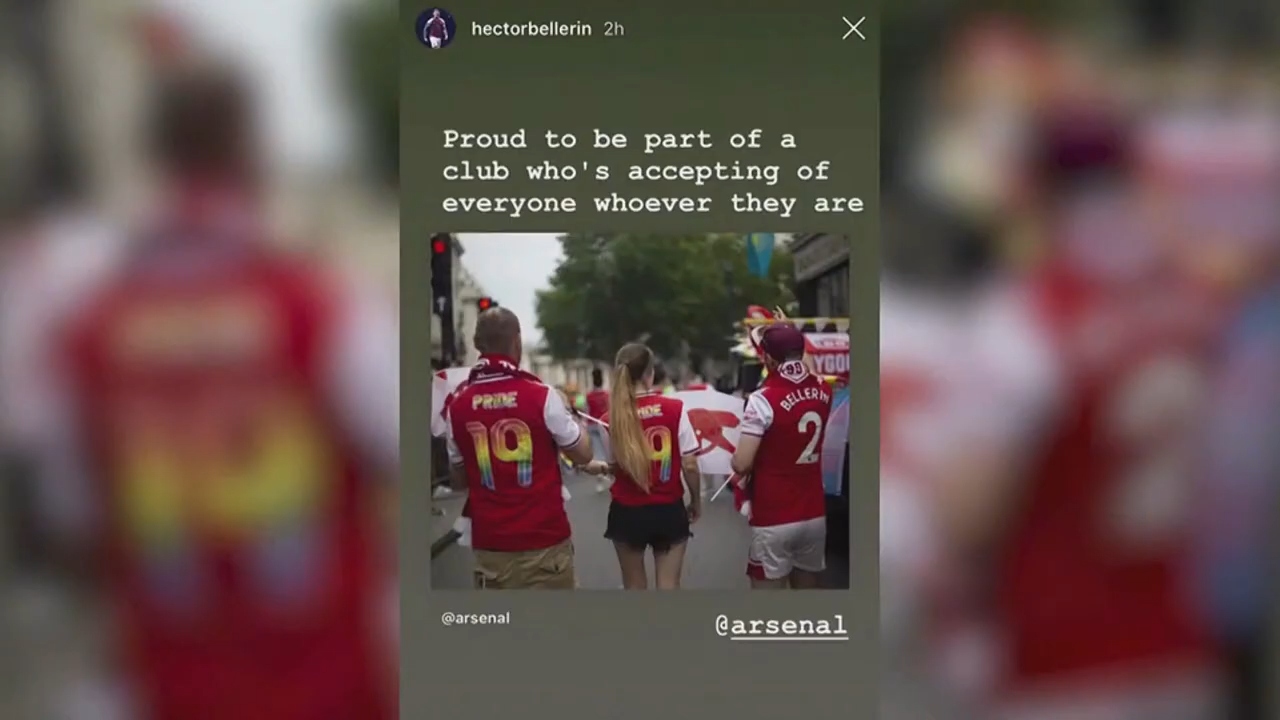 hectorbellerin 2h
Proud to be part of a
club who's accepting of
everyone whoever they are
PRIDE
19
9
BELLERIN
2
@arsenal
@arsenal